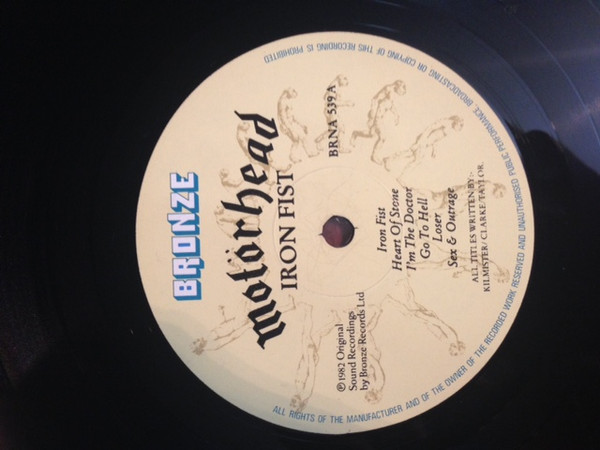 BRONZE
motörhead
IRON FIST
BRNA 539 A
℗ 1982 Original
Sound Recordings
by Bronze Records Ltd
Iron Fist
Heart Of Stone
I'm The Doctor
Go To Hell
Loser
Sex & Outrage
ALL TITLES WRITTEN BY:-
KILMISTER/ CLARKE/TAYLOR.
ALL RIGHTS OF THE MANUFACTURER AND OF THE OWNER OF THE RECORDED WORK RESERVED AND UNAUTHORISED PUBLIC PERFORMANCE, BROADCASTING OR COPYING OF THIS RECORDING IS PROHIBITED